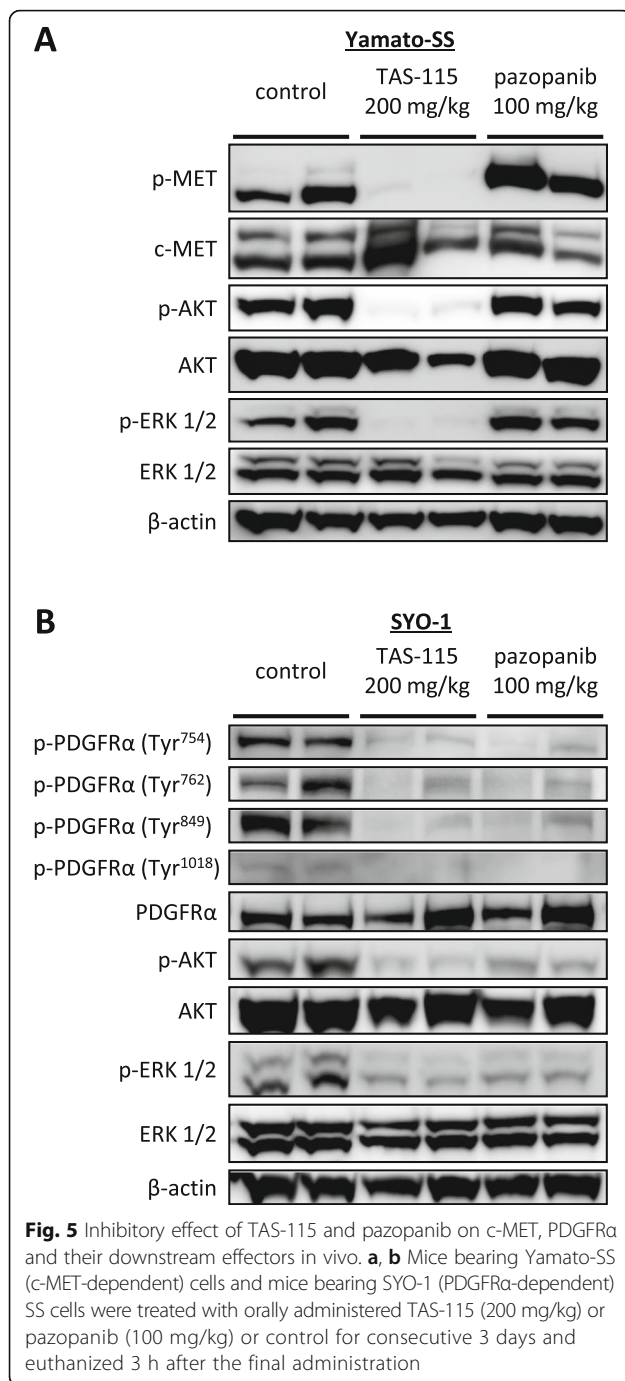 A
Yamato-SS
control
TAS-115
200 mg/kg
pazopanib
100 mg/kg
p-MET
c-MET
p-AKT
AKT
p-ERK 1/2
ERK 1/2
β-actin
B
SYO-1
control
TAS-115
200 mg/kg
pazopanib
100 mg/kg
p-PDGFRα (Tyr⁷⁵⁴)
p-PDGFRα (Tyr⁷⁶²)
p-PDGFRα (Tyr⁸⁴⁹)
p-PDGFRα (Tyr¹⁰¹⁸)
PDGFRα
p-AKT
AKT
p-ERK 1/2
ERK 1/2
β-actin
Fig. 5 Inhibitory effect of TAS-115 and pazopanib on c-MET, PDGFRα
and their downstream effectors in vivo. a, b Mice bearing Yamato-SS
(c-MET-dependent) cells and mice bearing SYO-1 (PDGFRα-dependent)
SS cells were treated with orally administered TAS-115 (200 mg/kg) or
pazopanib (100 mg/kg) or control for consecutive 3 days and
euthanized 3 h after the final administration